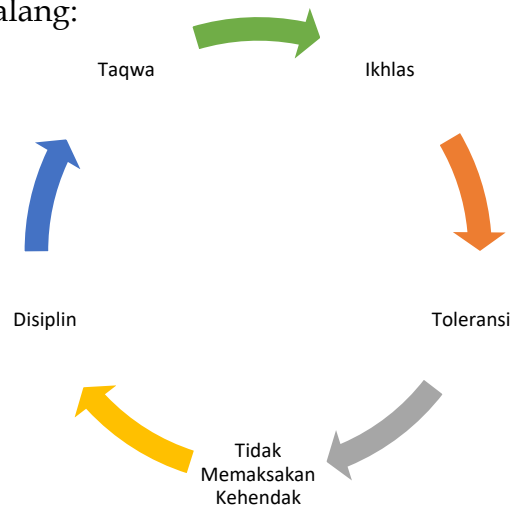 alang:
Taqwa
Ikhlas
Disiplin
Toleransi
Tidak
Memaksakan
Kehendak